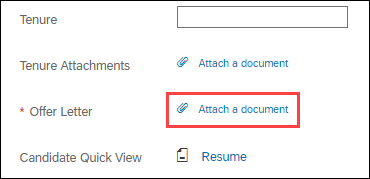 Tenure
Tenure Attachments Attach a document
* Offer Letter Attach a document
Candidate Quick View Resume